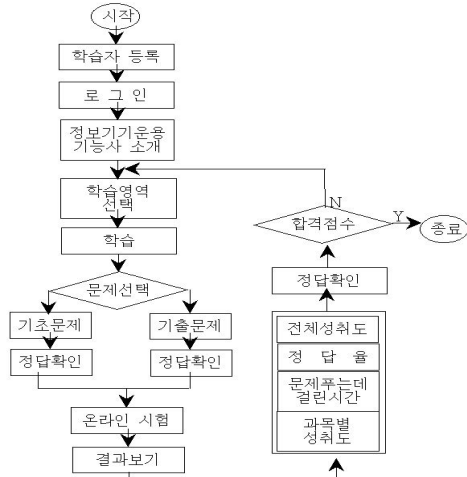 시작
학습자 등록
로 그 인
정보기기운용
기능사 소개
학습영역
선택
학습
문제선택
기초문제
기출문제
정답확인
정답확인
온라인 시험
결과보기
N
합격점수
Y
종료
정답확인
전체성취도
정 답 율
문제푸는데
걸린시간
과목별
성취도